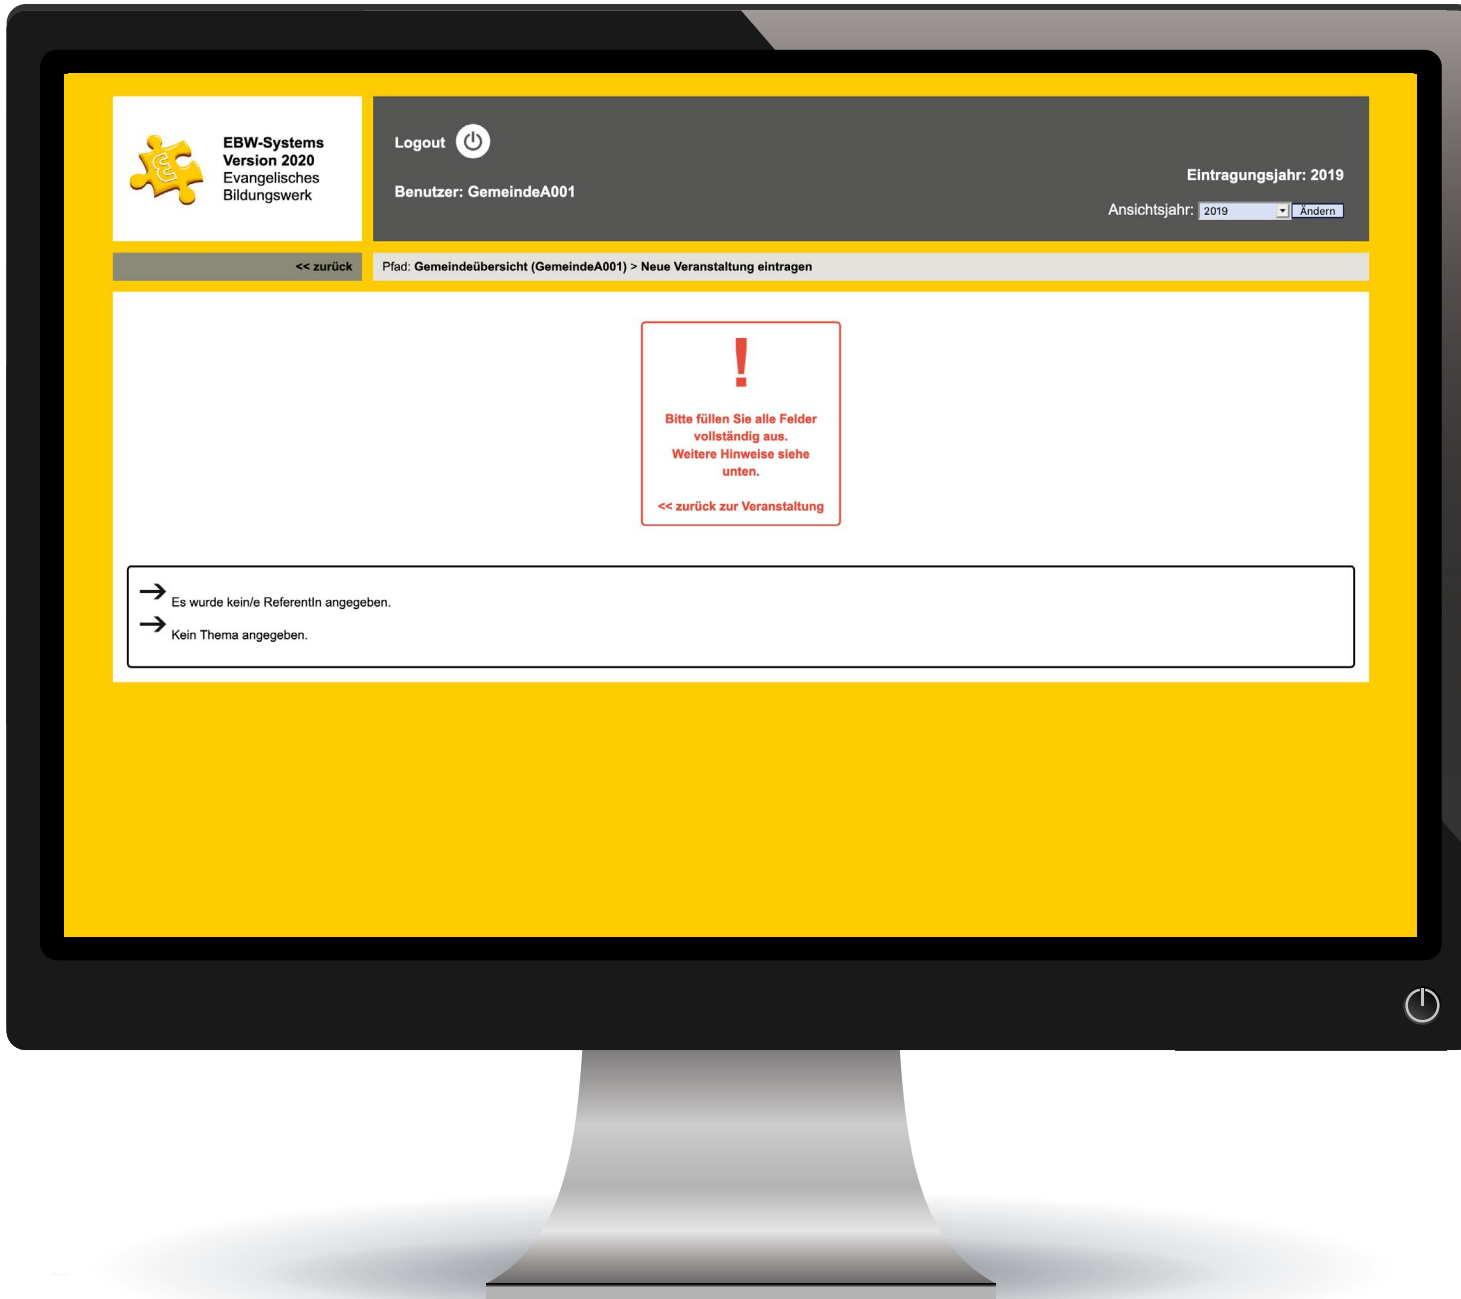 EBW-Systems
Version 2020
Evangelisches
Bildungswerk
Logout
Benutzer: GemeindeA001
Eintragungsjahr: 2019
Ansichtsjahr: 2019 Ändern
<< zurück
Pfad: Gemeindeübersicht (GemeindeA001) > Neue Veranstaltung eintragen
!
Bitte füllen Sie alle Felder
vollständig aus.
Weitere Hinweise siehe
unten.
<< zurück zur Veranstaltung
→ Es wurde kein/e ReferentIn angegeben.
→ Kein Thema angegeben.